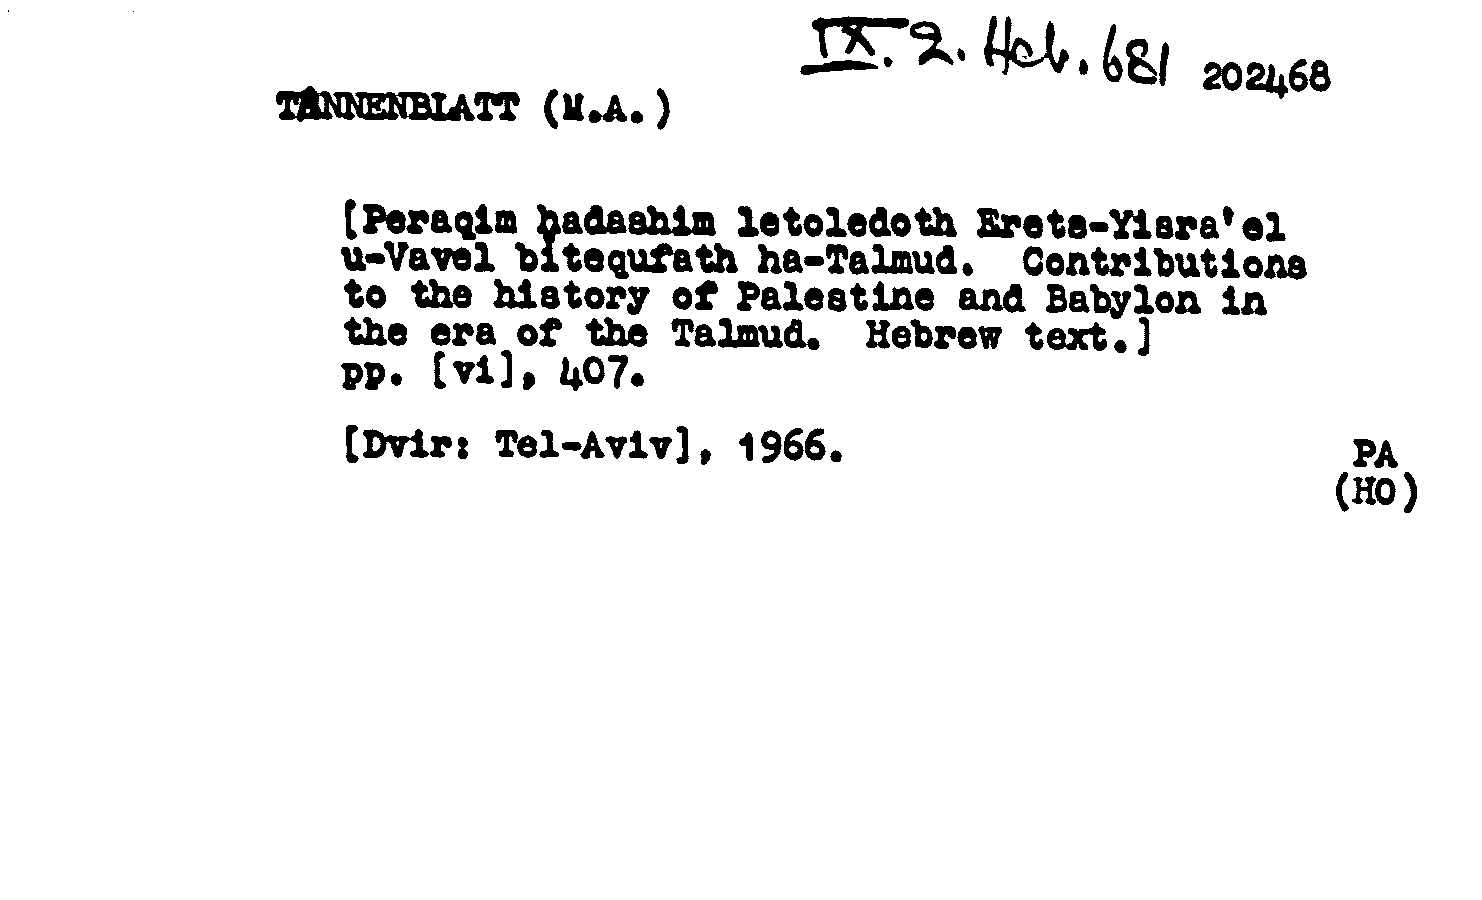 IX. 2. Heb. 681 202468
TANNENBLATT (M.A.)
[Peraqim ḥadashim letoledoth Erets-Yisra'el
u-Vavel bitequfath ha-Talmud. Contributions
to the history of Palestine and Babylon in
the era of the Talmud. Hebrew text.]
pp. [vi], 407.
[Dvir: Tel-Aviv], 1966.
PA
(HO)